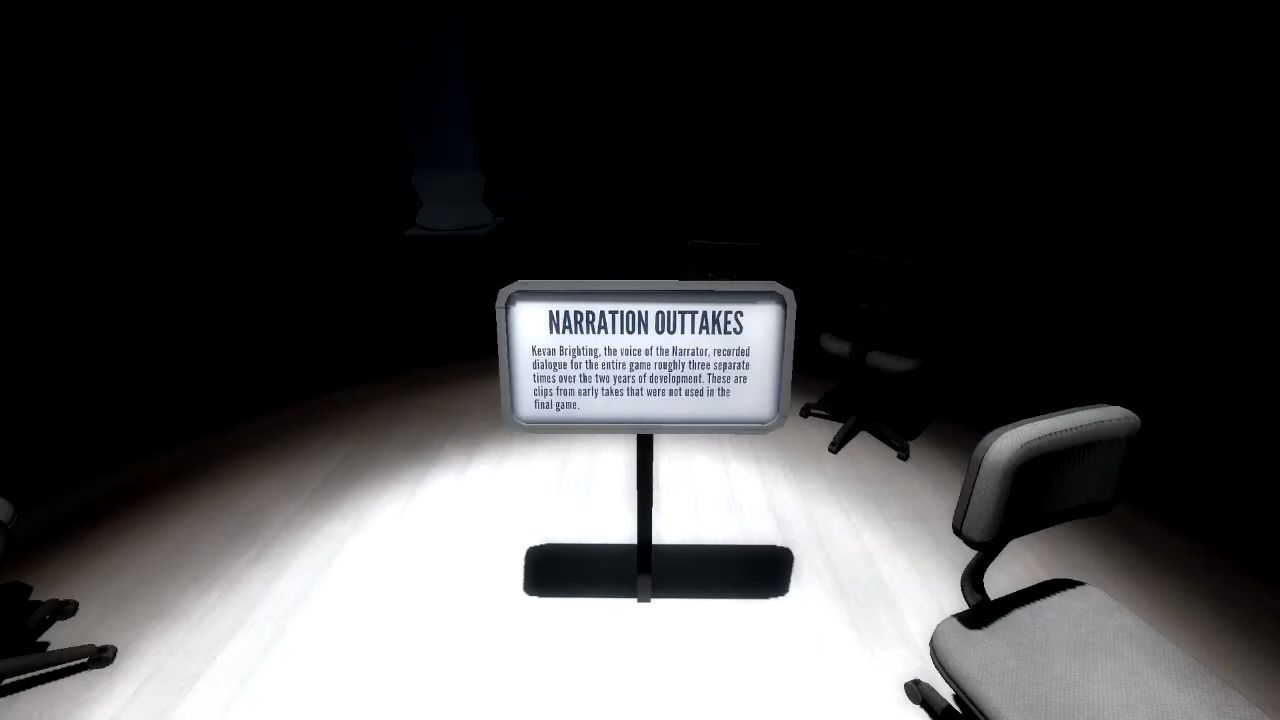 NARRATION OUTTAKES
Kevan Brighting, the voice of the Narrator, recorded
dialogue for the entire game roughly three separate
times over the two years of development. These are
clips from early takes that were not used in the
final game.